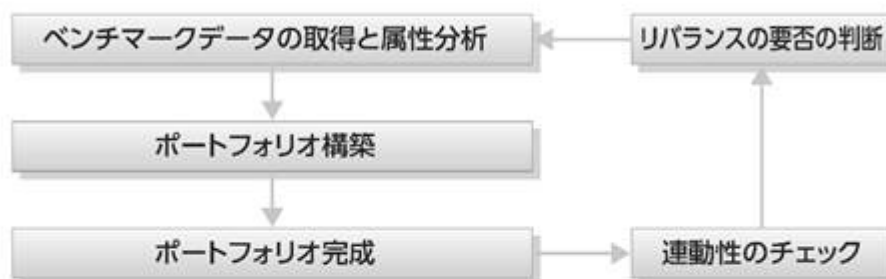 ベンチマークデータの取得と属性分析
リバランスの要否の判断
ポートフォリオ構築
ポートフォリオ完成
連動性のチェック